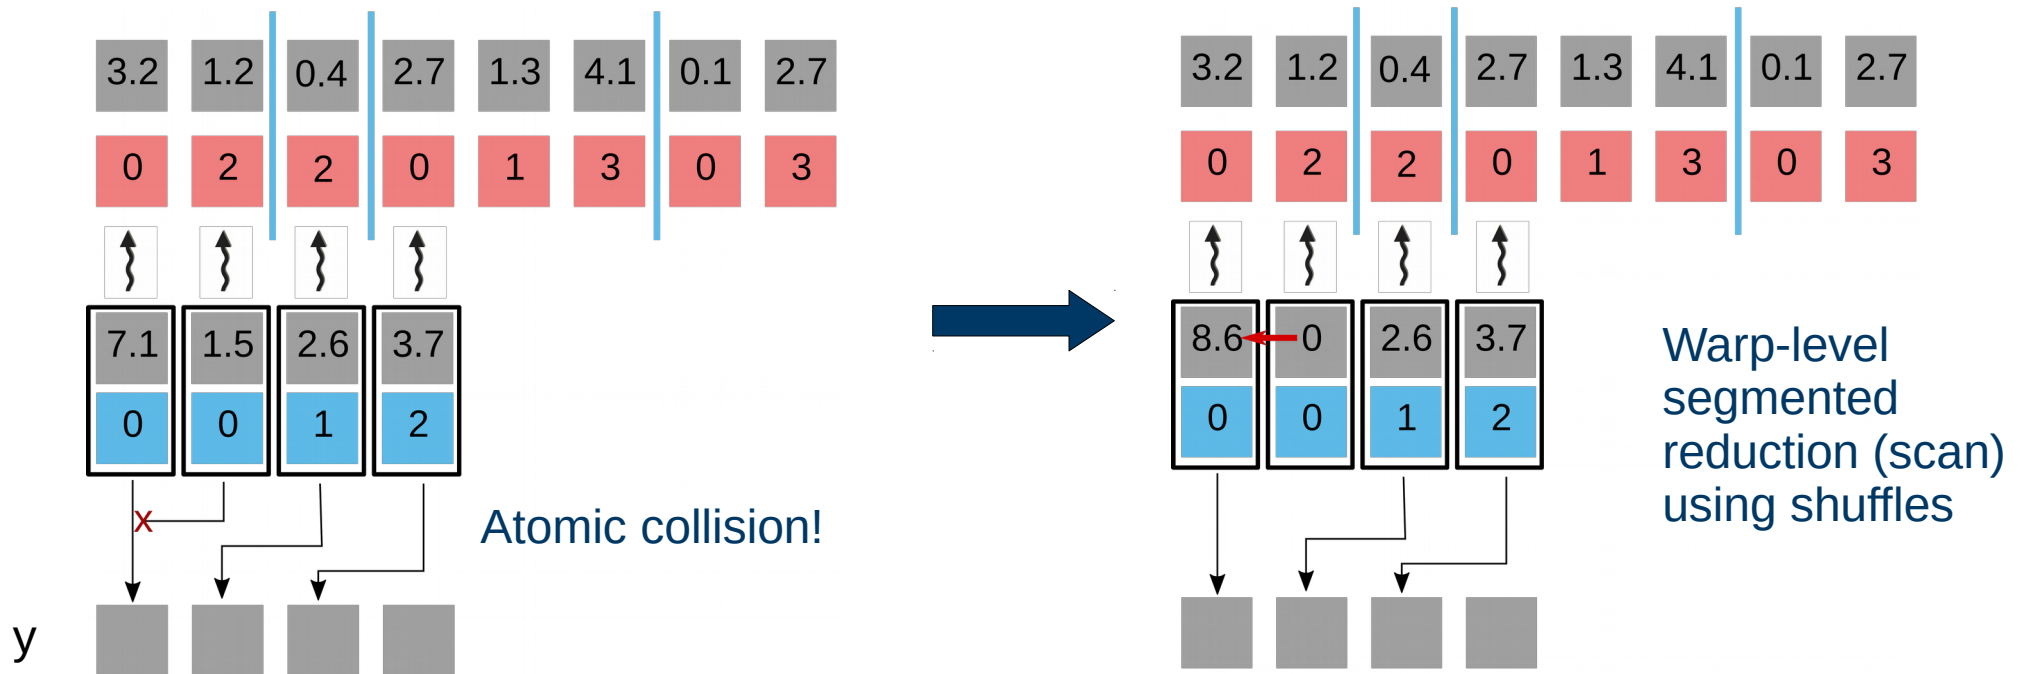 3.2 1.2 0.4 2.7 1.3 4.1 0.1 2.7
0 2 2 0 1 3 0 3
7.1 1.5 2.6 3.7
0 0 1 2
x
Atomic collision!
y
3.2 1.2 0.4 2.7 1.3 4.1 0.1 2.7
0 2 2 0 1 3 0 3
8.6 0 2.6 3.7
0 0 1 2
Warp-level
segmented
reduction (scan)
using shuffles